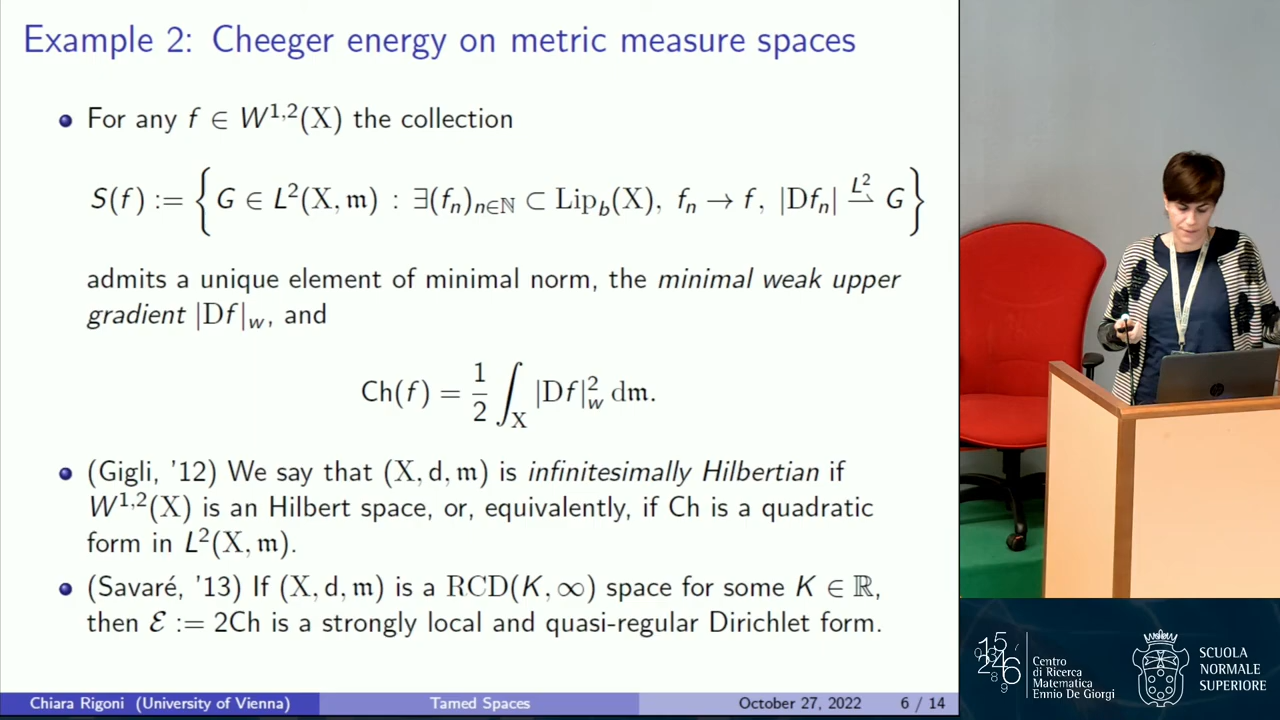 Example 2: Cheeger energy on metric measure spaces
For any f ∈ W^{1,2}(X) the collection
S(f) := { G ∈ L²(X, 𝔪) : ∃(f_n)_{n∈ℕ} ⊂ Lip_b(X), f_n → f, |Df_n| \overset{L²}{⇀} G }
admits a unique element of minimal norm, the minimal weak upper
gradient |Df|_w, and
Ch(f) = \frac{1}{2} ∫_X |Df|²_w d𝔪.
(Gigli, '12) We say that (X, d, 𝔪) is infinitesimally Hilbertian if
W^{1,2}(X) is an Hilbert space, or, equivalently, if Ch is a quadratic
form in L²(X, 𝔪).
(Savaré, '13) If (X, d, 𝔪) is a RCD(K, ∞) space for some K ∈ ℝ,
then ℰ := 2Ch is a strongly local and quasi-regular Dirichlet form.
Chiara Rigoni (University of Vienna) Tamed Spaces October 27, 2022 6 / 14
Centro
di Ricerca
Matematica
Ennio De Giorgi
SCUOLA
NORMALE
SUPERIORE